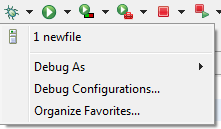 1 newfile
Debug As
Debug Configurations...
Organize Favorites...